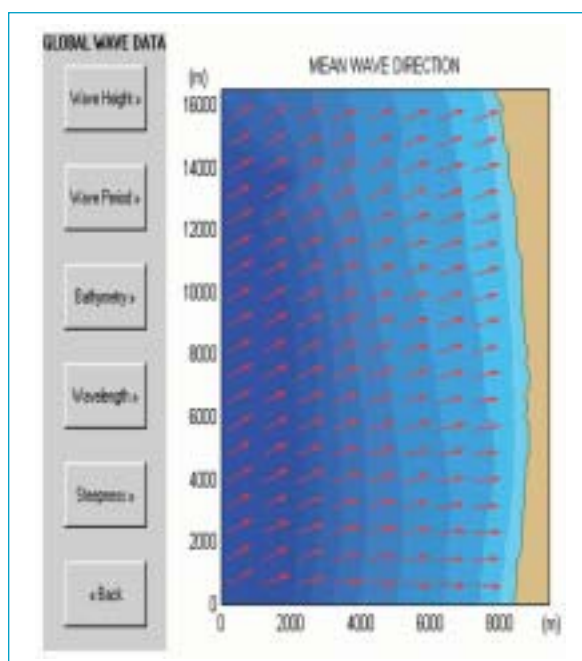 GLOBAL WAVE DATA
Wave Height »
Wave Period »
Bathymetry »
Wavelength »
Steepness »
« Back
MEAN WAVE DIRECTION
(m)
16000
14000
12000
10000
8000
6000
4000
2000
0
0 2000 4000 6000 8000 (m)